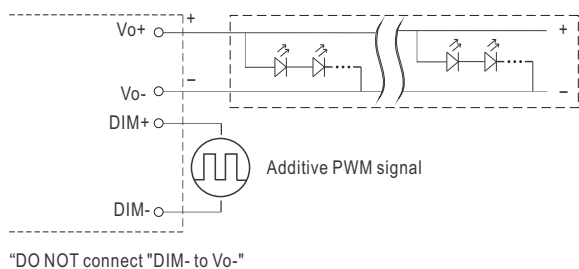 Vo+
+
+
Vo-
−
−
DIM+
Additive PWM signal
DIM-
“DO NOT connect "DIM- to Vo-"